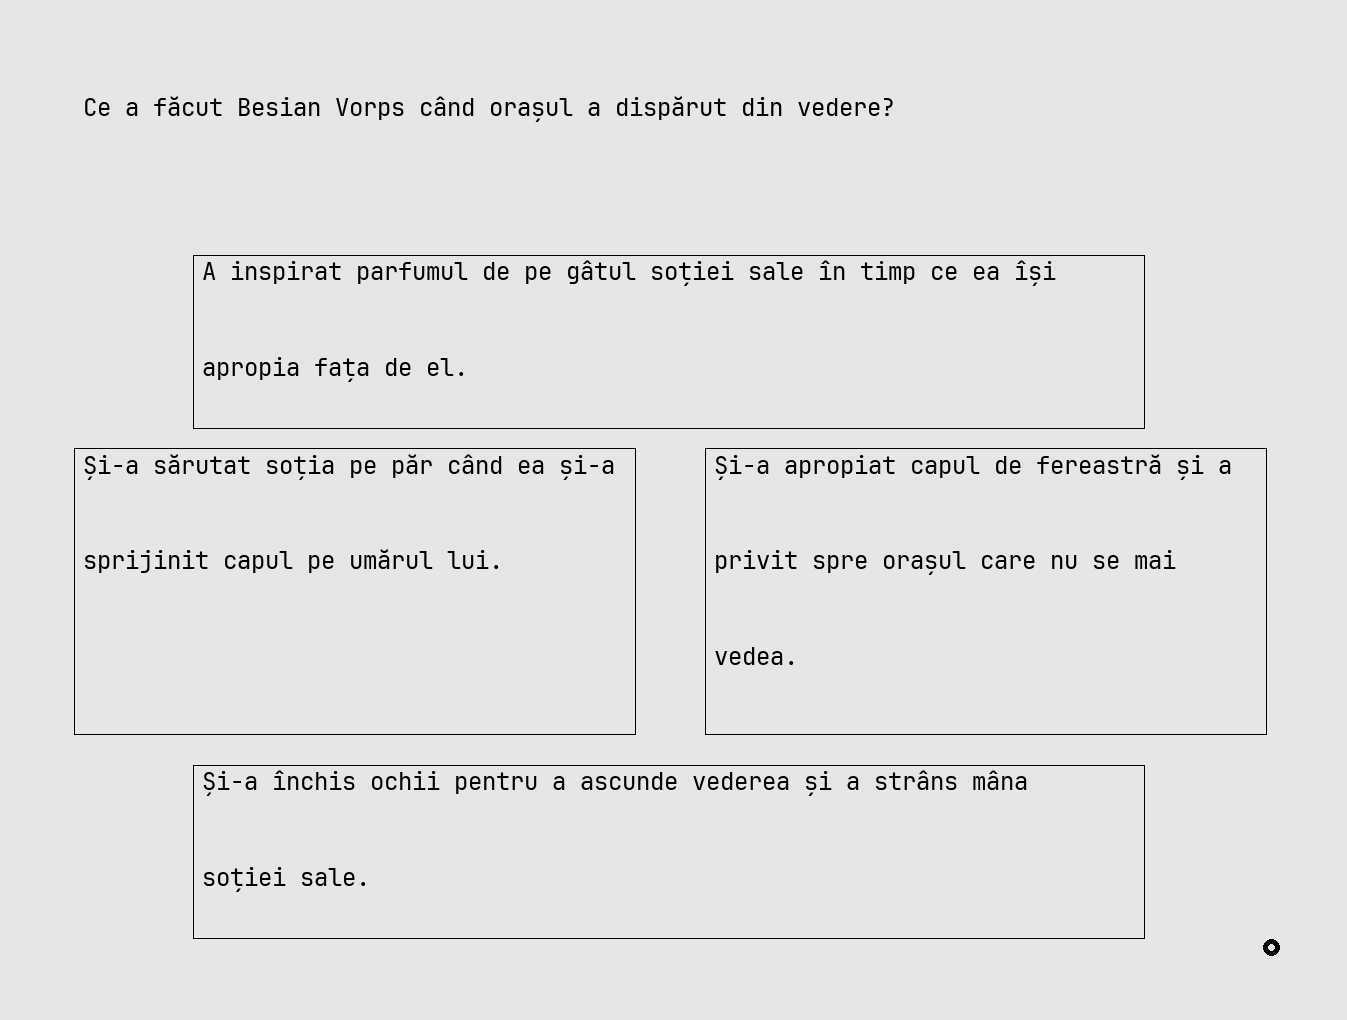 Ce a făcut Besian Vorps când orașul a dispărut din vedere?
A inspirat parfumul de pe gâtul soției sale în timp ce ea își
apropia fața de el.
Și-a sărutat soția pe păr când ea și-a
sprijinit capul pe umărul lui.
Și-a apropiat capul de fereastră și a
privit spre orașul care nu se mai
vedea.
Și-a închis ochii pentru a ascunde vederea și a strâns mâna
soției sale.